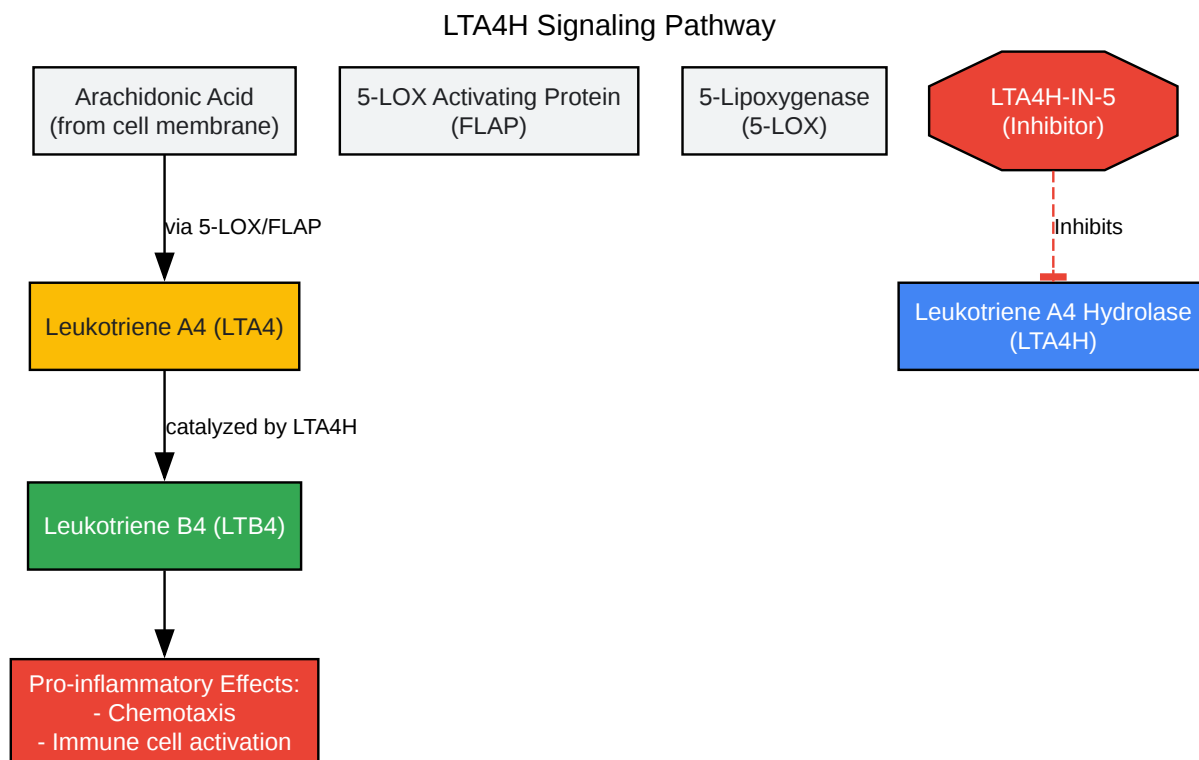 LTA4H Signaling Pathway
Arachidonic Acid
(from cell membrane)
5-LOX Activating Protein
(FLAP)
5-Lipoxygenase
(5-LOX)
LTA4H-IN-5
(Inhibitor)
via 5-LOX/FLAP
Inhibits
Leukotriene A4 (LTA4)
Leukotriene A4 Hydrolase
(LTA4H)
catalyzed by LTA4H
Leukotriene B4 (LTB4)
Pro-inflammatory Effects:
- Chemotaxis
- Immune cell activation